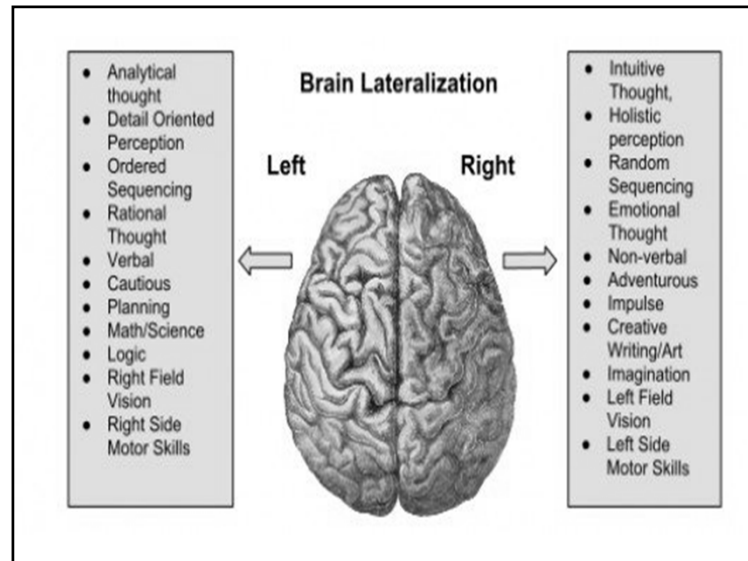 Brain Lateralization
Left
Right
● Analytical
thought
● Detail Oriented
Perception
● Ordered
Sequencing
● Rational
Thought
● Verbal
● Cautious
● Planning
● Math/Science
● Logic
● Right Field
Vision
● Right Side
Motor Skills
● Intuitive
Thought,
● Holistic
perception
● Random
Sequencing
● Emotional
Thought
● Non-verbal
● Adventurous
● Impulse
● Creative
Writing/Art
● Imagination
● Left Field
Vision
● Left Side
Motor Skills